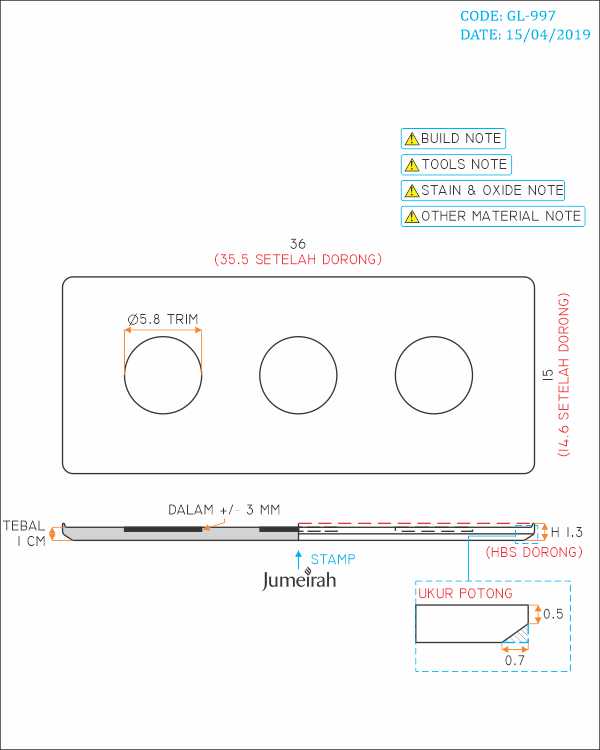 CODE: GL-997
DATE: 15/04/2019
BUILD NOTE
TOOLS NOTE
STAIN & OXIDE NOTE
OTHER MATERIAL NOTE
36
(35.5 SETELAH DORONG)
Ø5.8 TRIM
15
(14.6 SETELAH DORONG)
DALAM +/- 3 MM
TEBAL
1 CM
H 1.3
(HBS DORONG)
STAMP
Jumeirah
UKUR POTONG
0.5
0.7